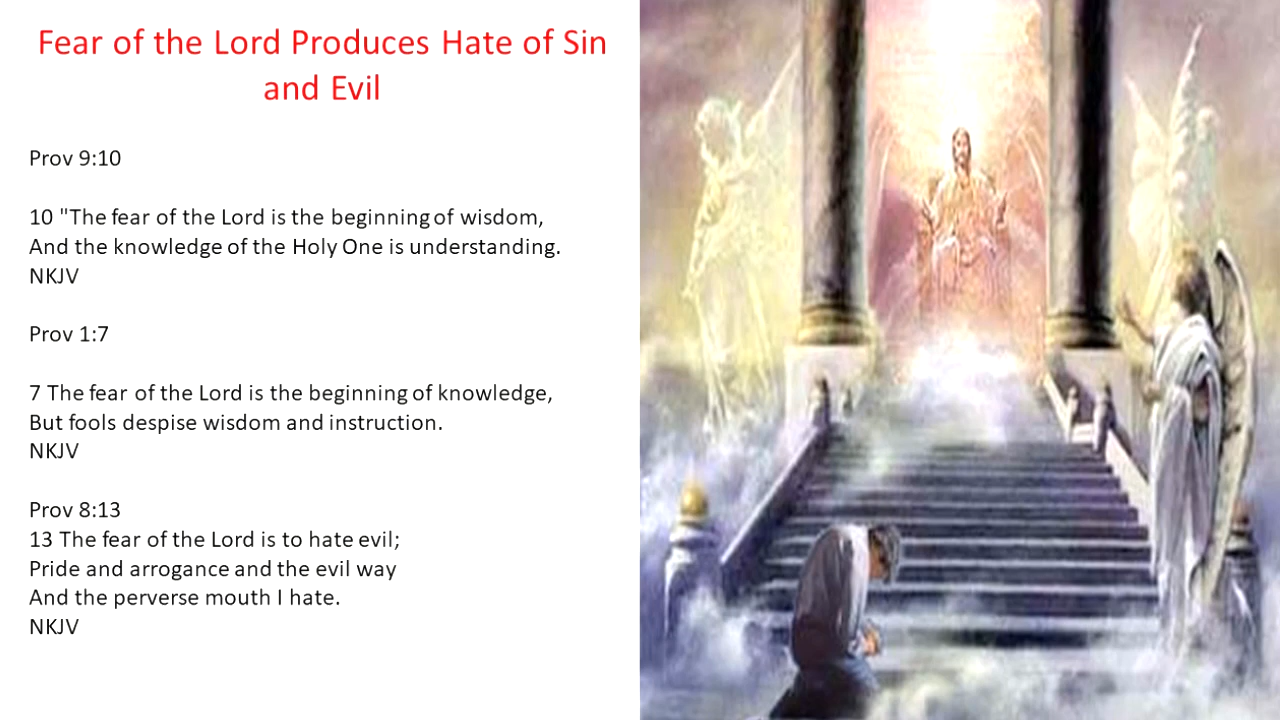 Fear of the Lord Produces Hate of Sin
and Evil
Prov 9:10
10 "The fear of the Lord is the beginning of wisdom,
And the knowledge of the Holy One is understanding.
NKJV
Prov 1:7
7 The fear of the Lord is the beginning of knowledge,
But fools despise wisdom and instruction.
NKJV
Prov 8:13
13 The fear of the Lord is to hate evil;
Pride and arrogance and the evil way
And the perverse mouth I hate.
NKJV